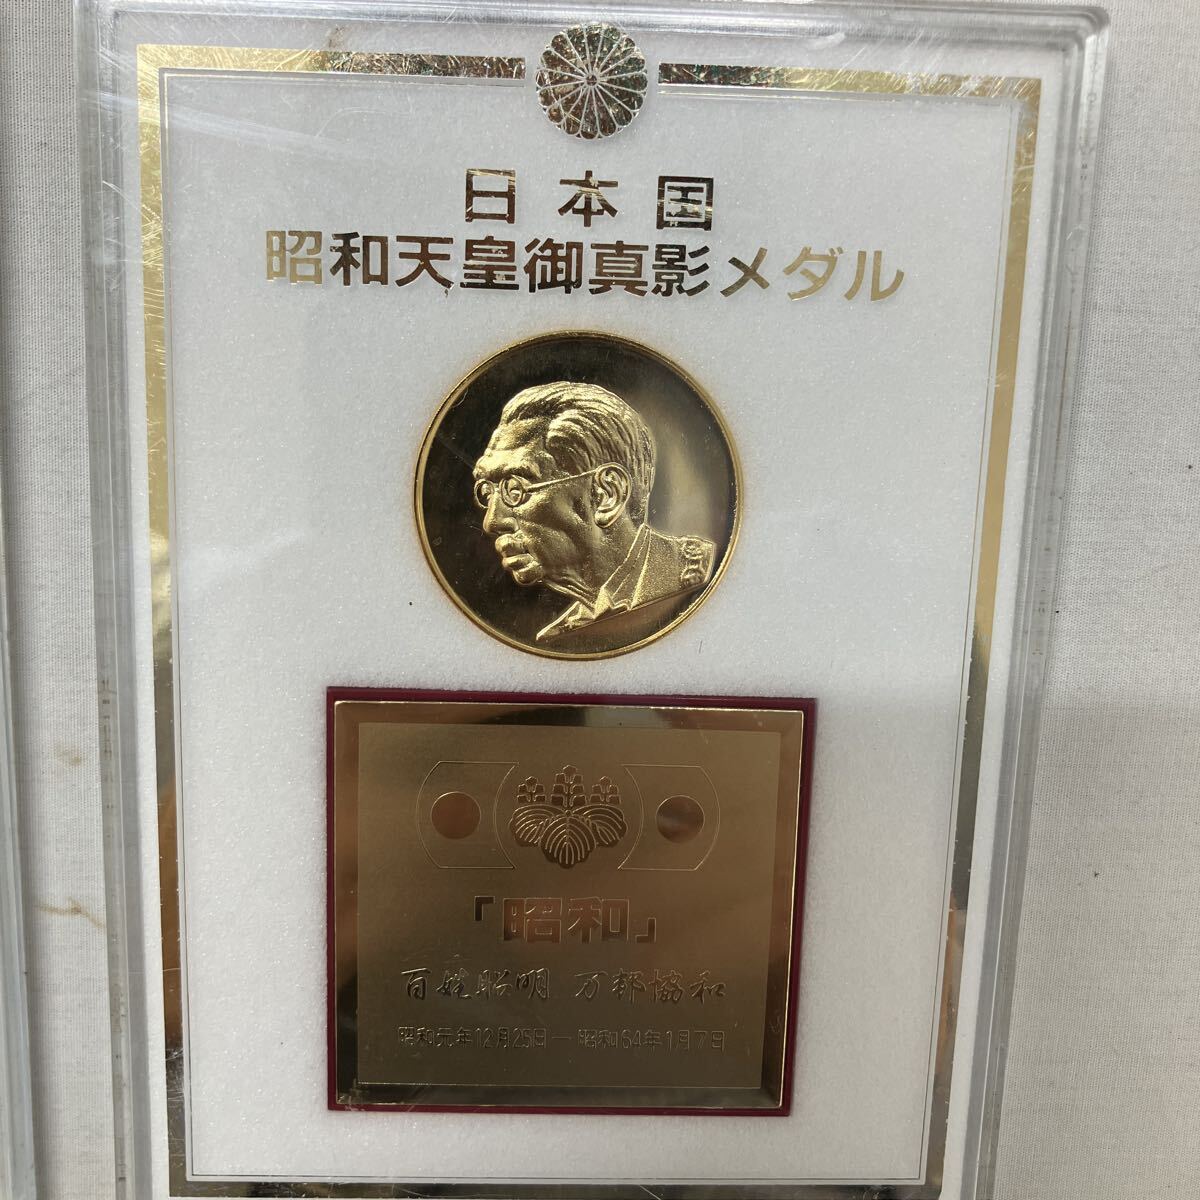 日本国
昭和天皇御真影メダル
「昭和」
百姓昭明 万邦協和
昭和元年12月25日—昭和64年1月7日